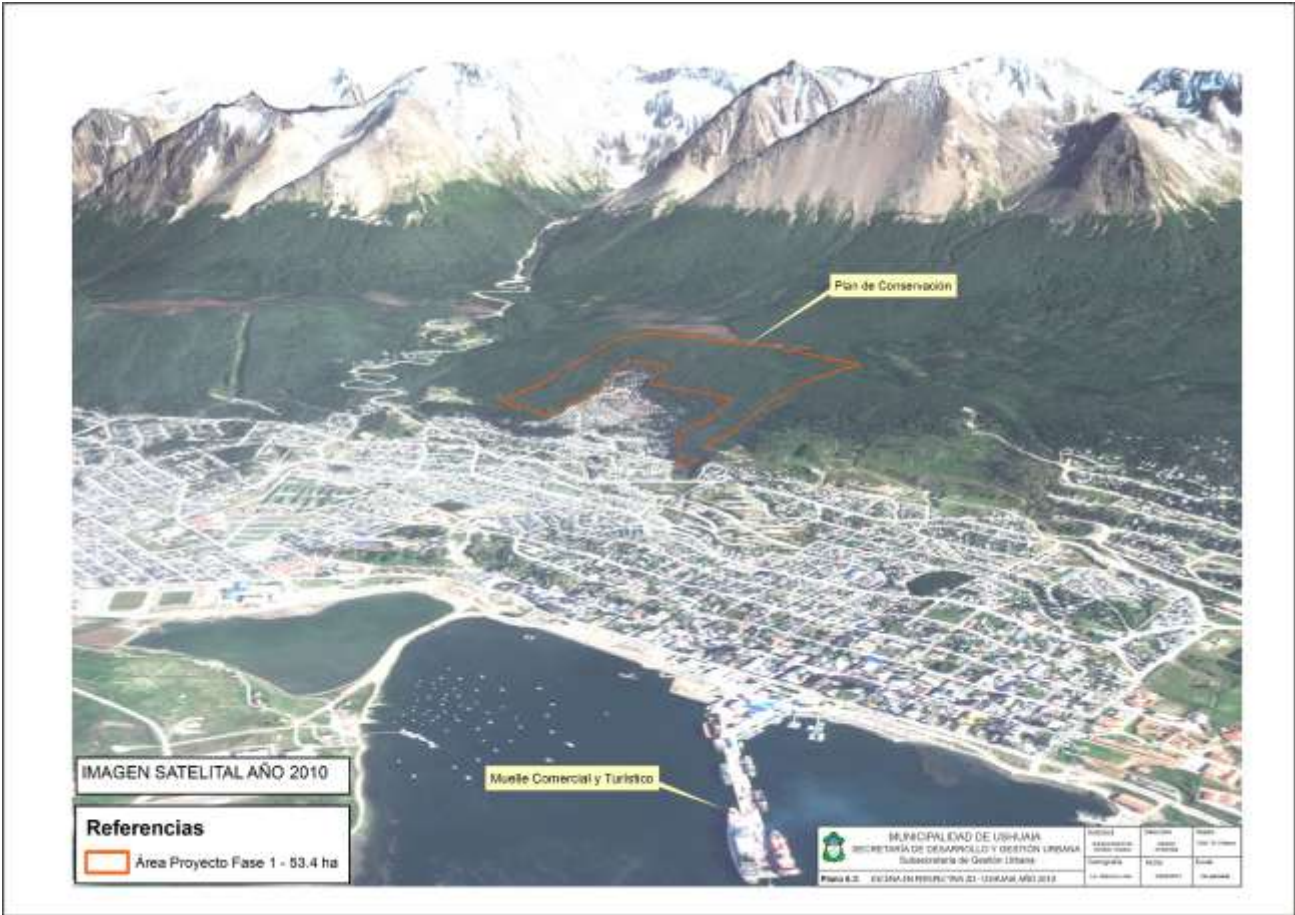 Plan de Conservación
IMAGEN SATELITAL AÑO 2010
Muelle Comercial y Turístico
Referencias
Área Proyecto Fase 1 - 53.4 ha
MUNICIPALIDAD DE USHUAIA
SECRETARÍA DE DESARROLLO Y GESTIÓN URBANA
Subsecretaría de Gestión Urbana